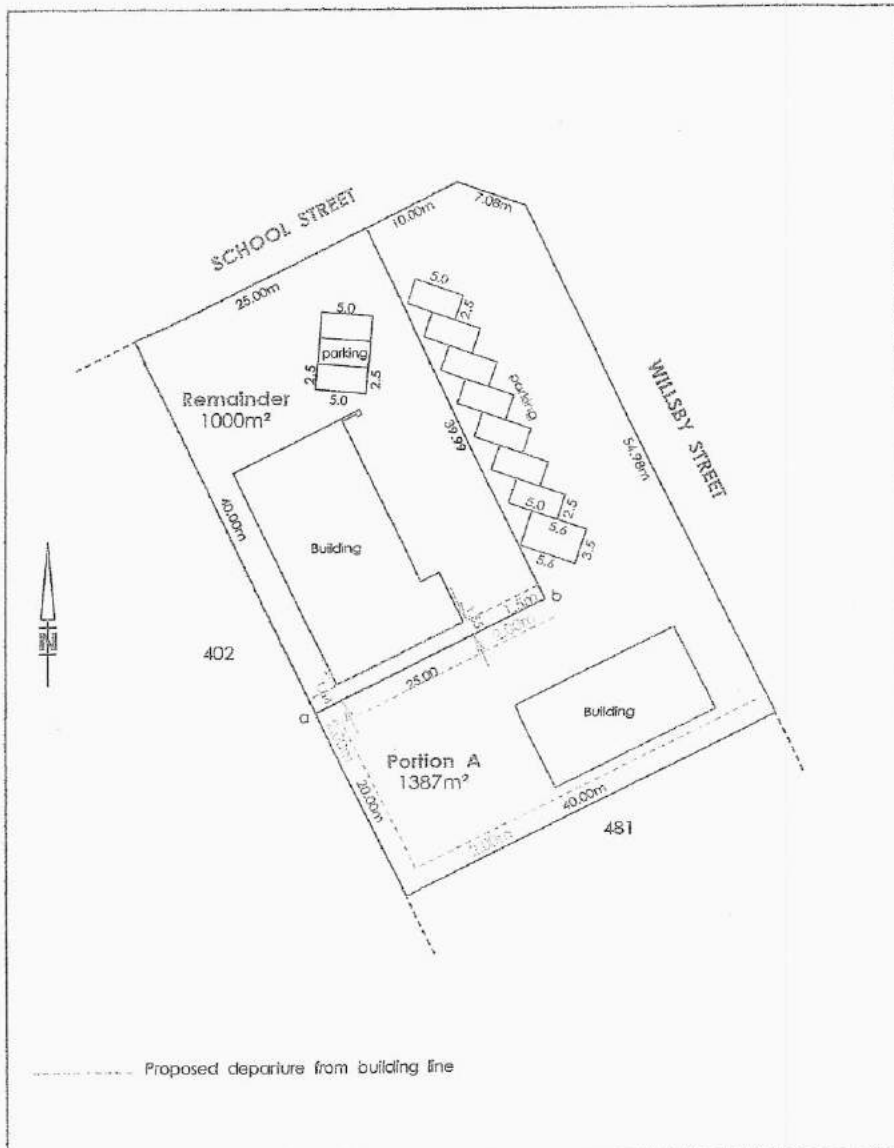 SCHOOL STREET
10.00m
7.08m
25.00m
5.0
2.5
5.0
parking
2.5
2.5
5.0
Remainder
1000m²
parking
WILLSBY STREET
39.99
54.98m
40.00m
Building
5.0
2.5
5.6
3.5
5.6
b
1.5m
402
25.00
a
Building
Portion A
1387m²
20.00m
40.00m
481
Proposed departure from building line